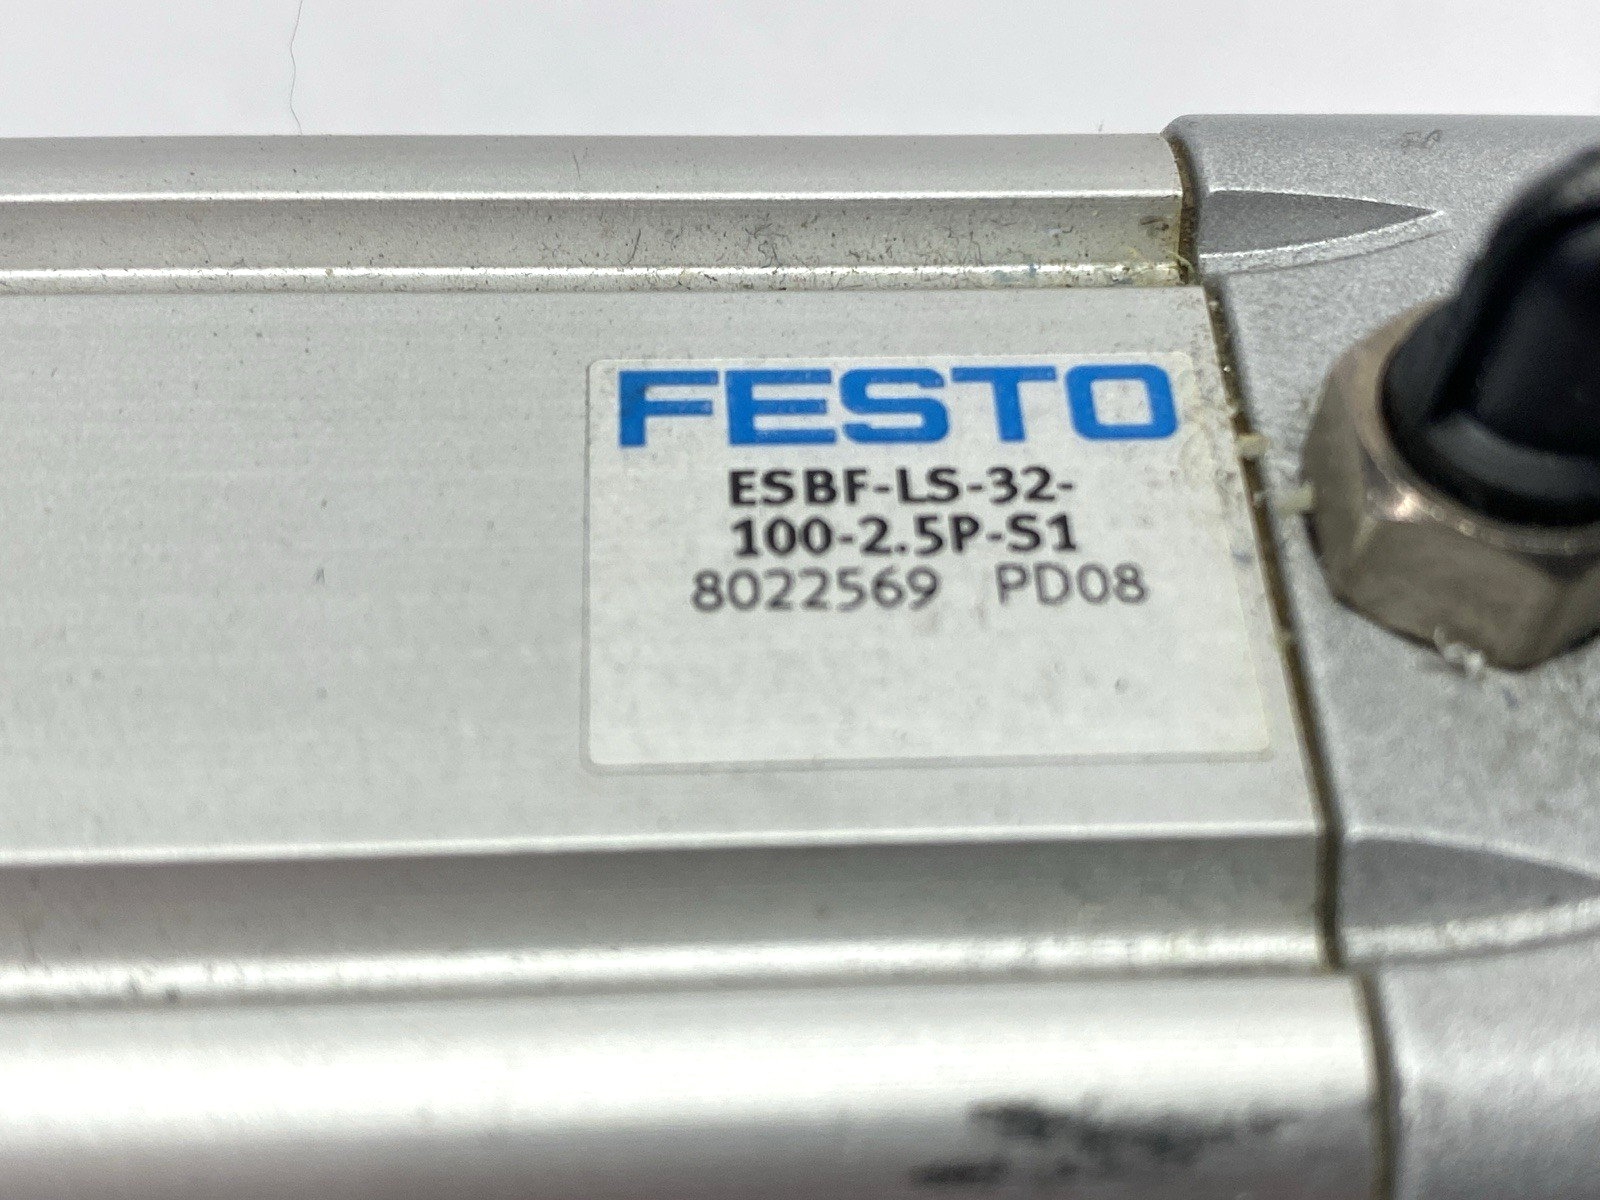 FESTO
ESBF-LS-32-
100-2.5P-S1
8022569 PD08